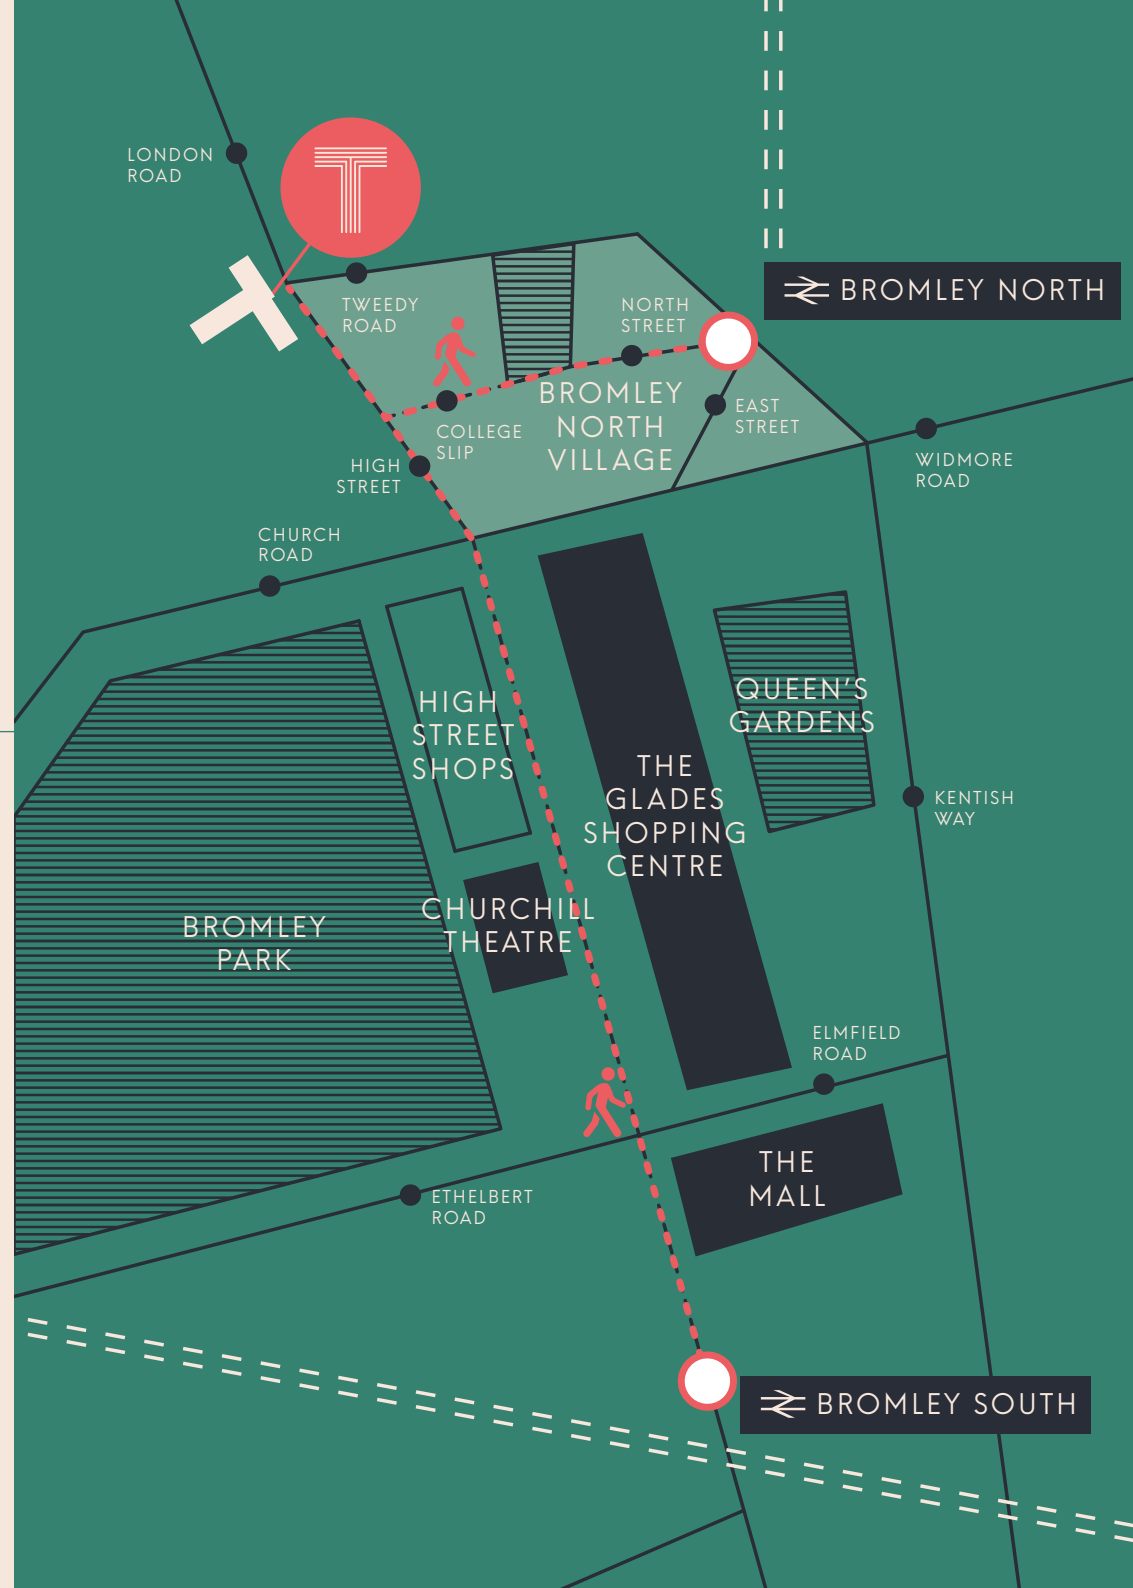 LONDON
ROAD
T
BROMLEY NORTH
TWEEDY
ROAD
NORTH
STREET
BROMLEY
NORTH
VILLAGE
EAST
STREET
COLLEGE
SLIP
HIGH
STREET
WIDMORE
ROAD
CHURCH
ROAD
HIGH
STREET
SHOPS
QUEEN'S
GARDENS
THE
GLADES
SHOPPING
CENTRE
KENTISH
WAY
CHURCHILL
THEATRE
BROMLEY
PARK
ELMFIELD
ROAD
THE
MALL
ETHELBERT
ROAD
BROMLEY SOUTH